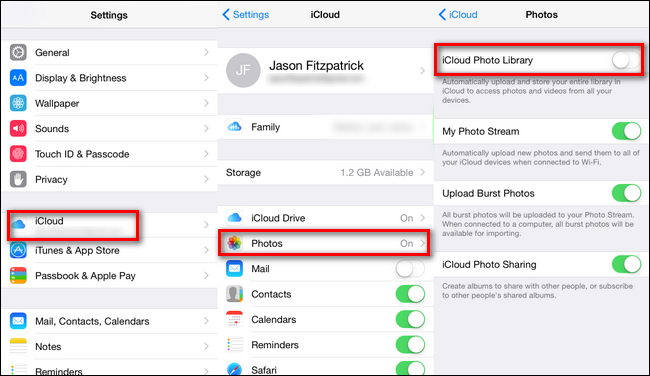 Settings
General
Display & Brightness
Wallpaper
Sounds
Touch ID & Passcode
Privacy
iCloud
iTunes & App Store
Passbook & Apple Pay
Mail, Contacts, Calendars
Notes
Reminders
Settings
iCloud
JF
Jason Fitzpatrick
Family
Storage 1.2 GB Available
iCloud Drive On
Photos On
Mail
Contacts
Calendars
Reminders
Safari
iCloud
Photos
iCloud Photo Library
Automatically upload and store your entire library in
iCloud to access photos and videos from all your
devices.
My Photo Stream
Automatically upload new photos and send them to all of
your iCloud devices when connected to Wi-Fi.
Upload Burst Photos
All burst photos will be uploaded to your Photo Stream.
When connected to a computer, all burst photos will be
available for importing.
iCloud Photo Sharing
Create albums to share with other people, or subscribe
to other people's shared albums.